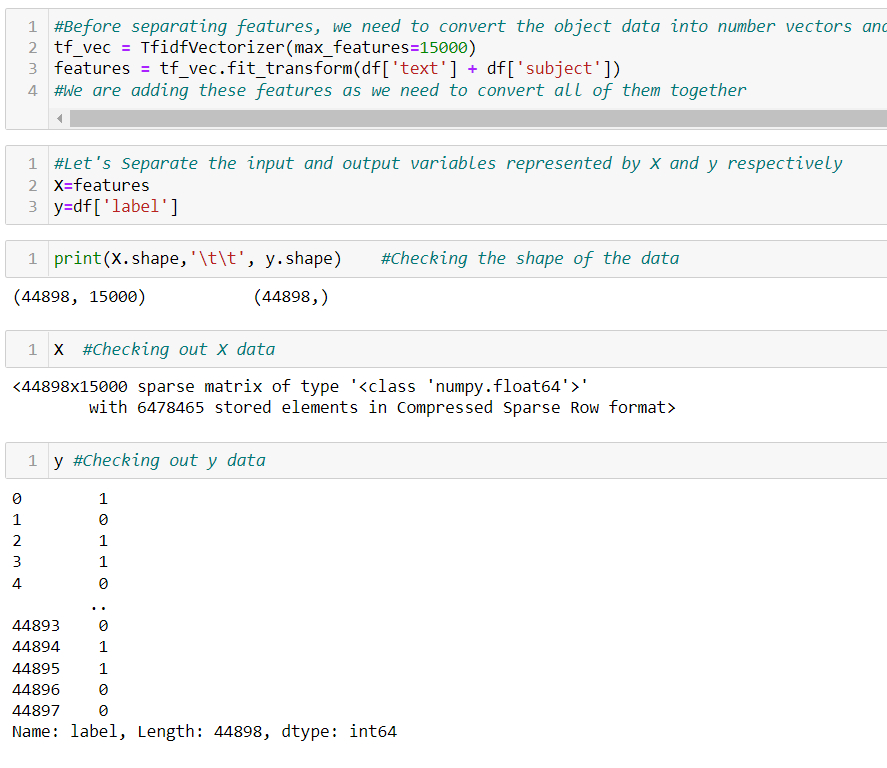 1 #Before separating features, we need to convert the object data into number vectors and
2 tf_vec = TfidfVectorizer(max_features=15000)
3 features = tf_vec.fit_transform(df['text'] + df['subject'])
4 #We are adding these features as we need to convert all of them together
1 #Let's Separate the input and output variables represented by X and y respectively
2 X=features
3 y=df['label']
1 print(X.shape,'\t\t', y.shape)    #Checking the shape of the data
(44898, 15000)           (44898,)
1 X  #Checking out X data
<44898x15000 sparse matrix of type '<class 'numpy.float64'>'
        with 6478465 stored elements in Compressed Sparse Row format>
1 y #Checking out y data
0        1
1        0
2        1
3        1
4        0
        ..
44893    0
44894    1
44895    1
44896    0
44897    0
Name: label, Length: 44898, dtype: int64